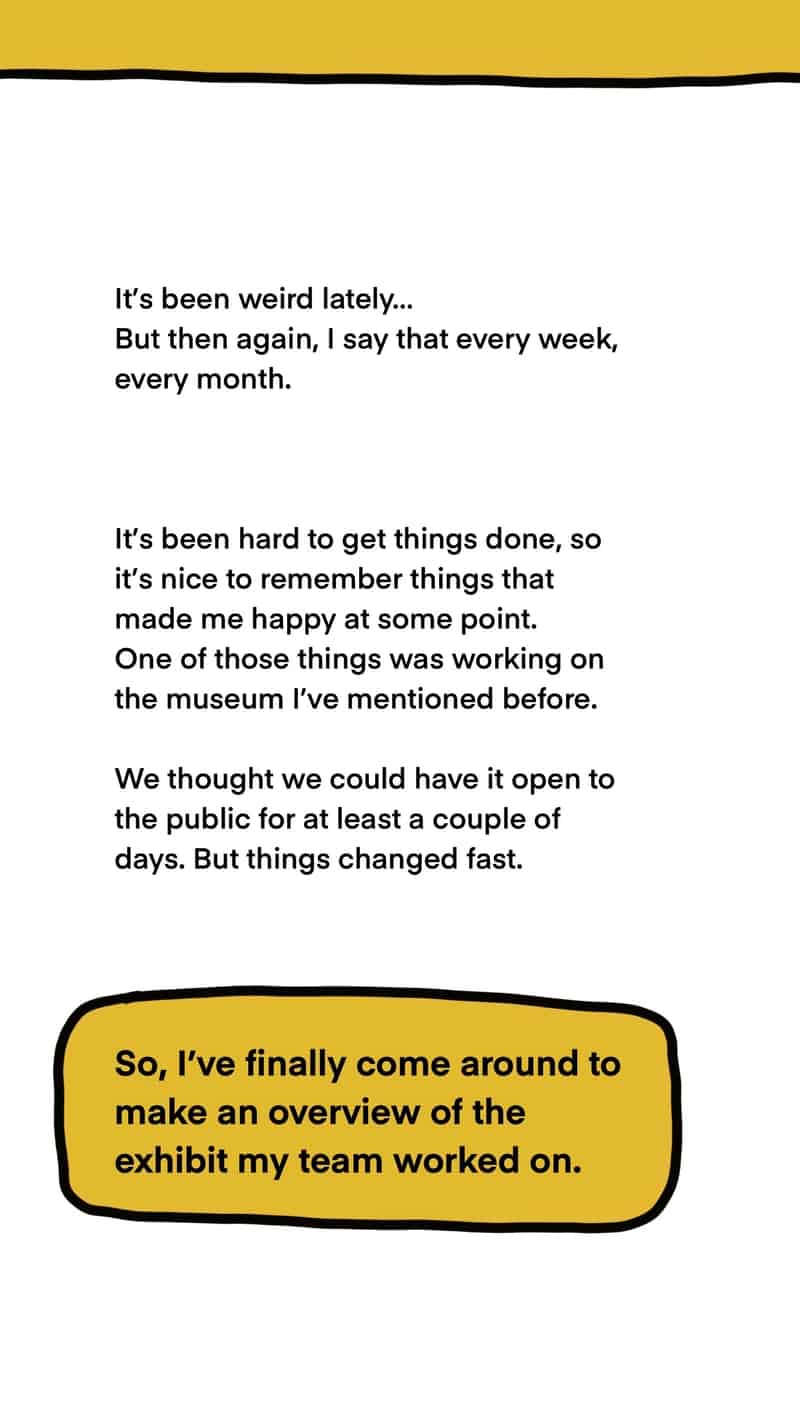 It’s been weird lately...
But then again, I say that every week,
every month.
It’s been hard to get things done, so
it’s nice to remember things that
made me happy at some point.
One of those things was working on
the museum I’ve mentioned before.
We thought we could have it open to
the public for at least a couple of
days. But things changed fast.
So, I’ve finally come around to
make an overview of the
exhibit my team worked on.